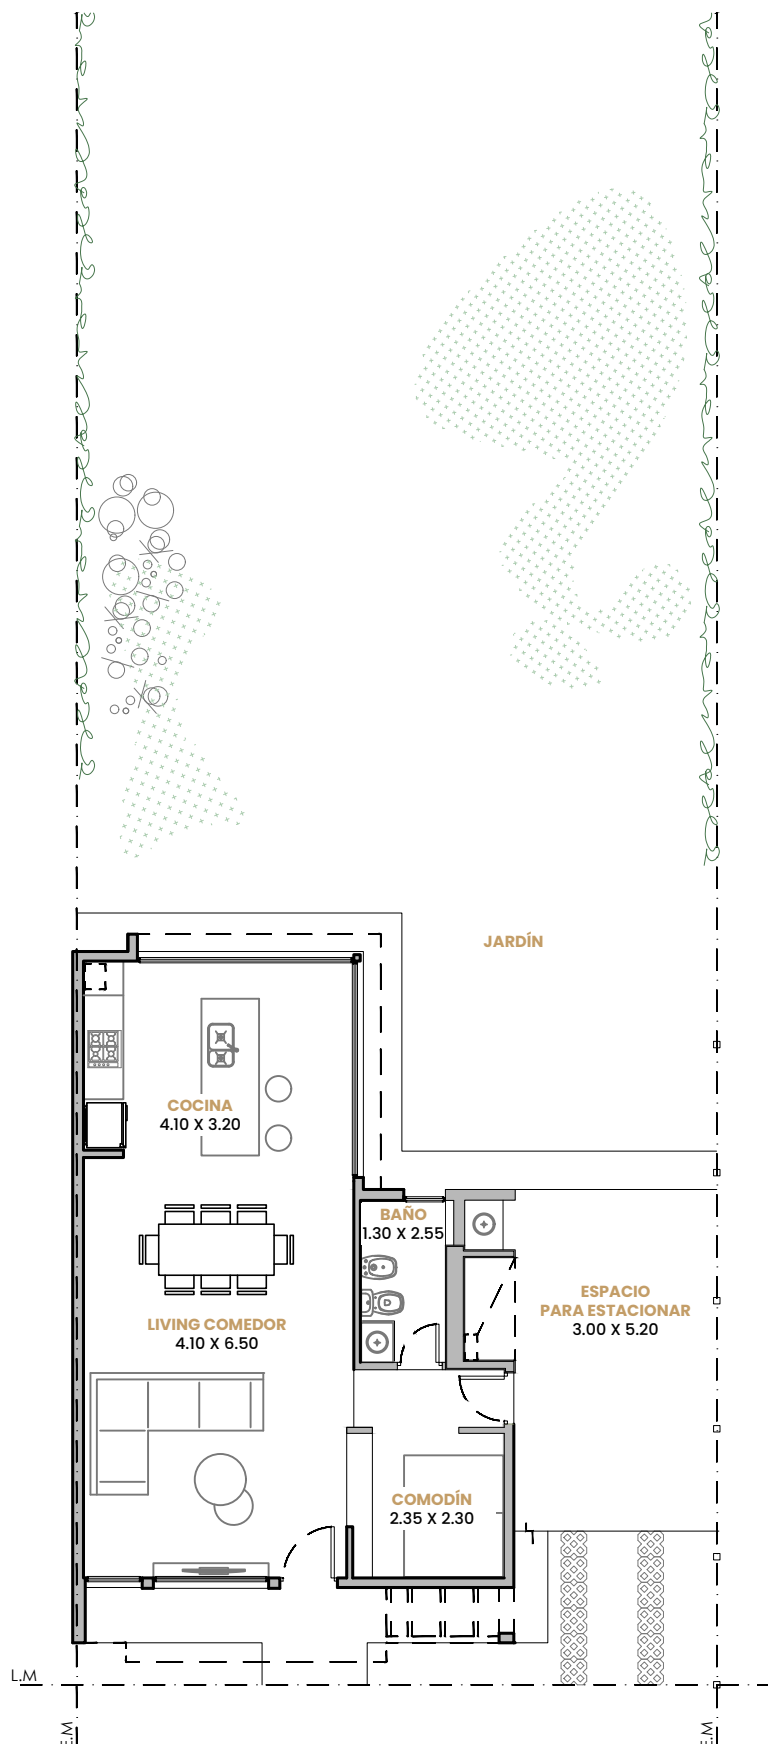 JARDÍN
COCINA
4.10 X 3.20
BAÑO
1.30 X 2.55
ESPACIO
PARA ESTACIONAR
3.00 X 5.20
LIVING COMEDOR
4.10 X 6.50
COMODÍN
2.35 X 2.30
L.M
E.M
E.M